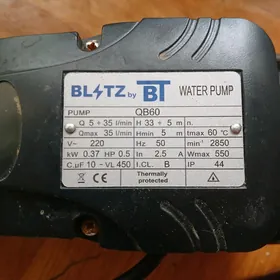 BLITZ by BT WATER PUMP
PUMP QB60
Q 5 ÷ 35 l/min H 33 ÷ 5 m n.
Qmax 35 l/min Hmin 5 m tmax 60 °C
V~ 220 Hz 50 min⁻¹ 2850
kW 0.37 HP 0.5 In 2.5 A Wmax 550
C.µF 10 - VL 450 I.CL. B IP 44
Thermally
protected